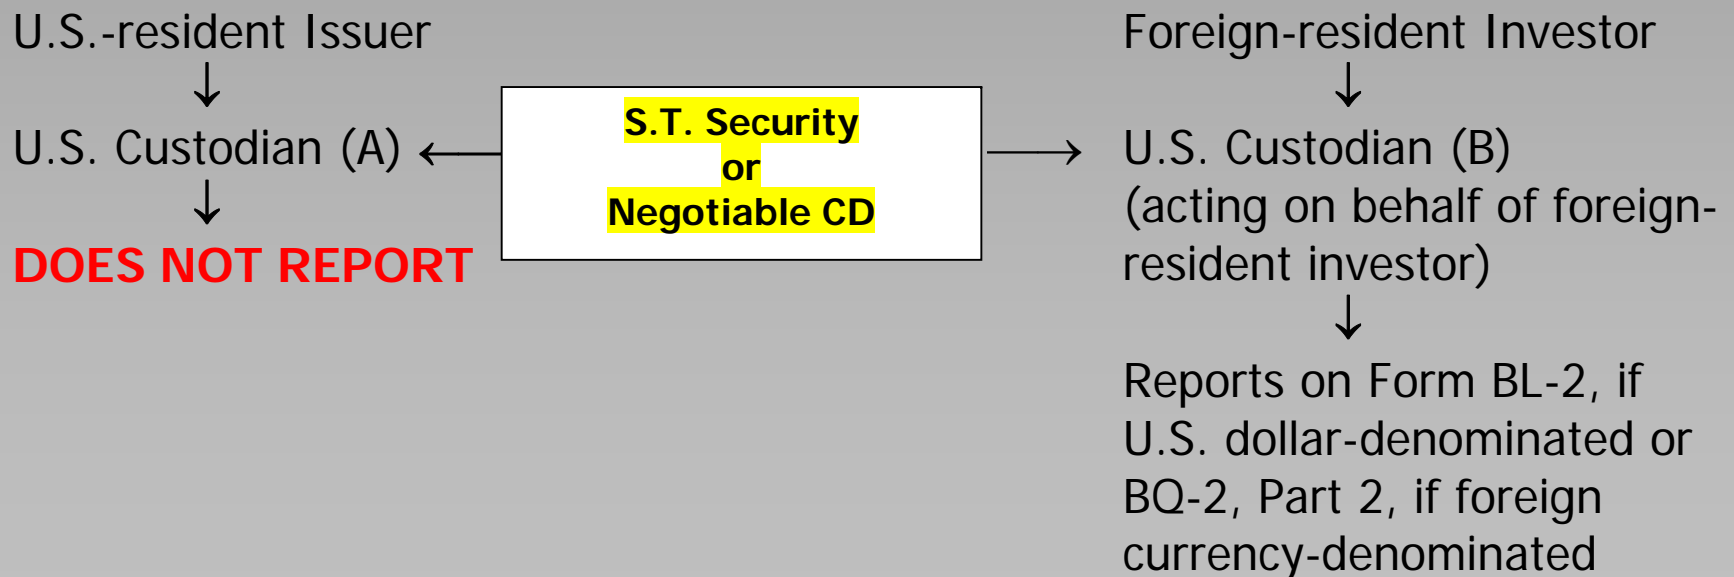 U.S.-resident Issuer
↓
U.S. Custodian (A) ←
↓
DOES NOT REPORT
S.T. Security
or
Negotiable CD
Foreign-resident Investor
↓
→ U.S. Custodian (B)
(acting on behalf of foreign-
resident investor)
↓
Reports on Form BL-2, if
U.S. dollar-denominated or
BQ-2, Part 2, if foreign
currency-denominated